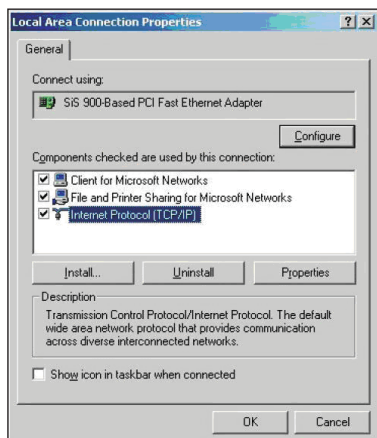 Local Area Connection Properties
General
Connect using:
SiS 900-Based PCI Fast Ethernet Adapter
Configure
Components checked are used by this connection:
Client for Microsoft Networks
File and Printer Sharing for Microsoft Networks
Internet Protocol (TCP/IP)
Install...
Uninstall
Properties
Description
Transmission Control Protocol/Internet Protocol. The default
wide area network protocol that provides communication
across diverse interconnected networks.
Show icon in taskbar when connected
OK
Cancel